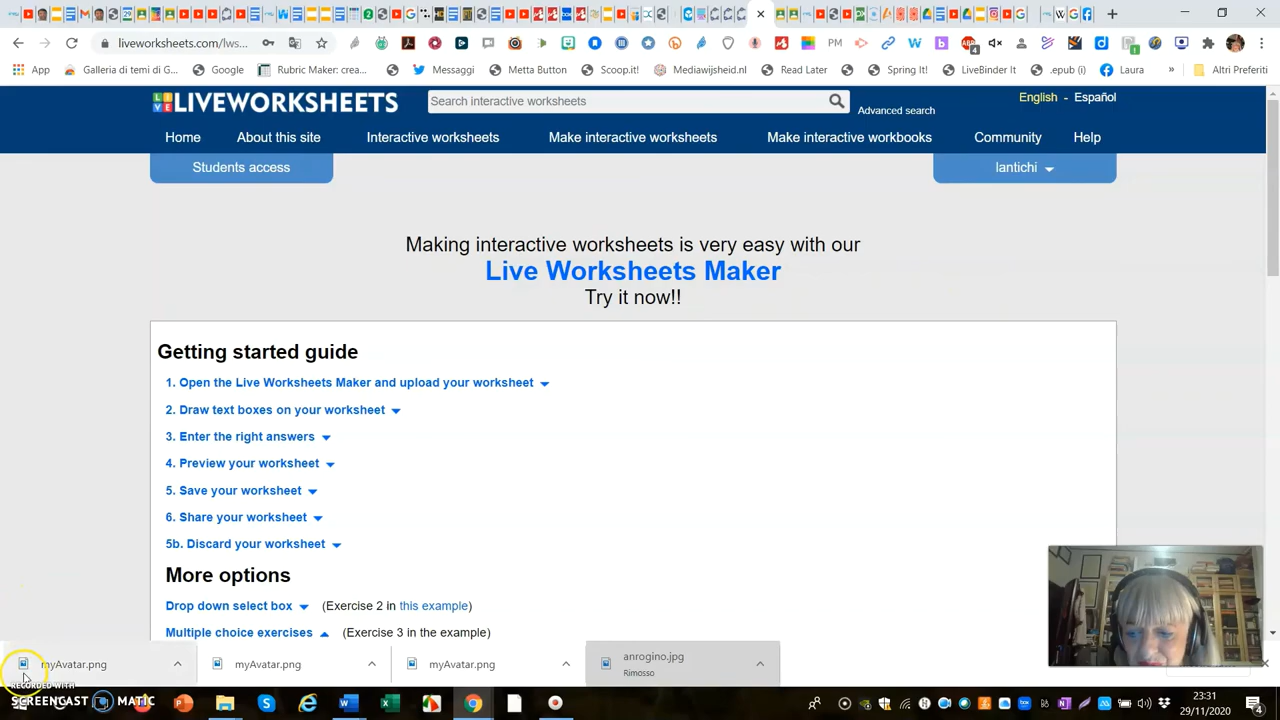 liveworksheets.com/lws...
PM
App
Galleria di temi di G...
Google
Rubric Maker: crea...
Messaggi
Metta Button
Scoop.it!
Mediawijsheid.nl
Read Later
Spring It!
LiveBinder It
.epub (i)
Laura
»
Altri Preferiti
LIVEWORKSHEETS
Search interactive worksheets
Advanced search
English - Español
Home
About this site
Interactive worksheets
Make interactive worksheets
Make interactive workbooks
Community
Help
Students access
lantichi
Making interactive worksheets is very easy with our
Live Worksheets Maker
Try it now!!
Getting started guide
1. Open the Live Worksheets Maker and upload your worksheet
2. Draw text boxes on your worksheet
3. Enter the right answers
4. Preview your worksheet
5. Save your worksheet
6. Share your worksheet
5b. Discard your worksheet
More options
Drop down select box (Exercise 2 in this example)
Multiple choice exercises (Exercise 3 in the example)
myAvatar.png
myAvatar.png
myAvatar.png
anrogino.jpg
Rimosso
RECORDED WITH
SCREENCAST MATIC
23:31
29/11/2020
4